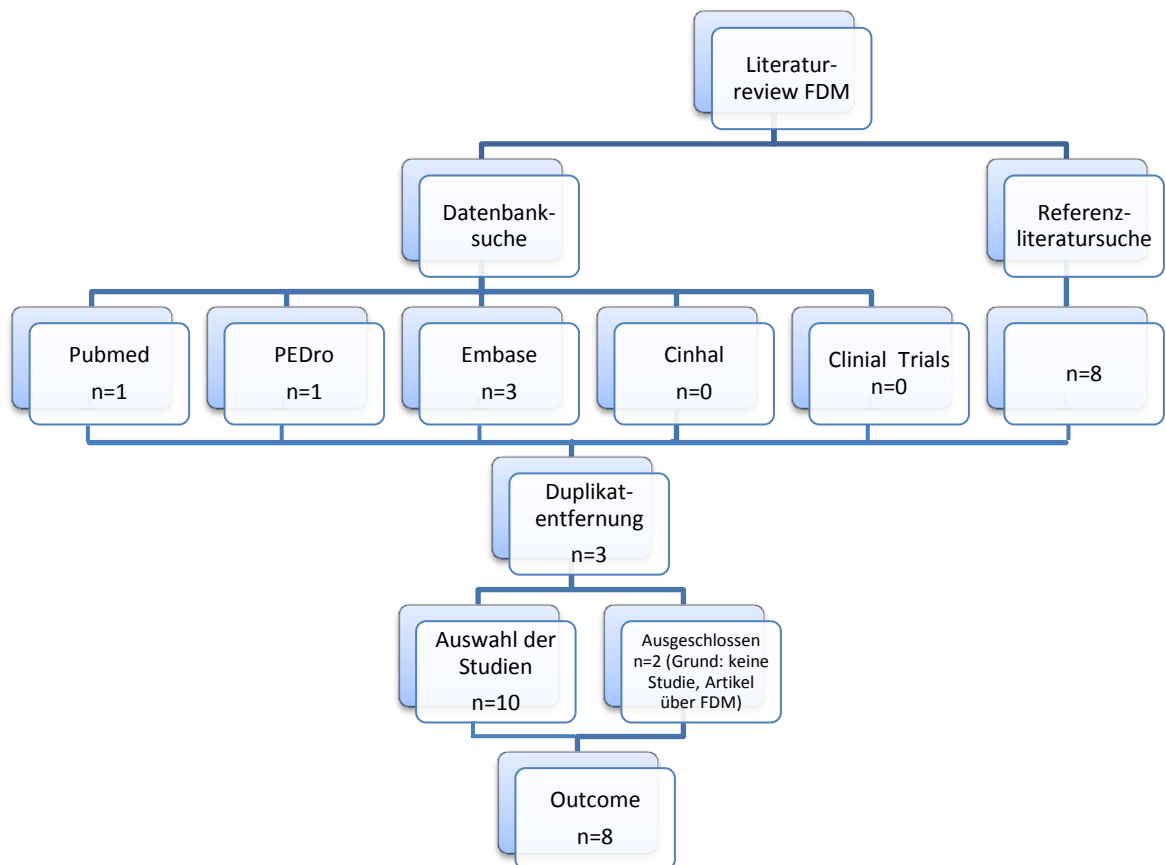 Literatur-
review FDM
Datenbank-
suche
Referenz-
literatursuche
Pubmed
n=1
PEDro
n=1
Embase
n=3
Cinhal
n=0
Clinial Trials
n=0
n=8
Duplikat-
entfernung
n=3
Auswahl der
Studien
n=10
Ausgeschlossen
n=2 (Grund: keine
Studie, Artikel
über FDM)
Outcome
n=8